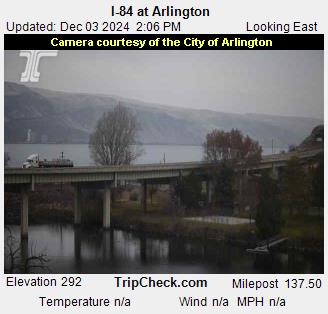 I-84 at Arlington
Updated: Dec 03 2024 2:06 PM Looking East
Camera courtesy of the City of Arlington
Elevation 292 TripCheck.com Milepost 137.50
Temperature n/a Wind n/a MPH n/a